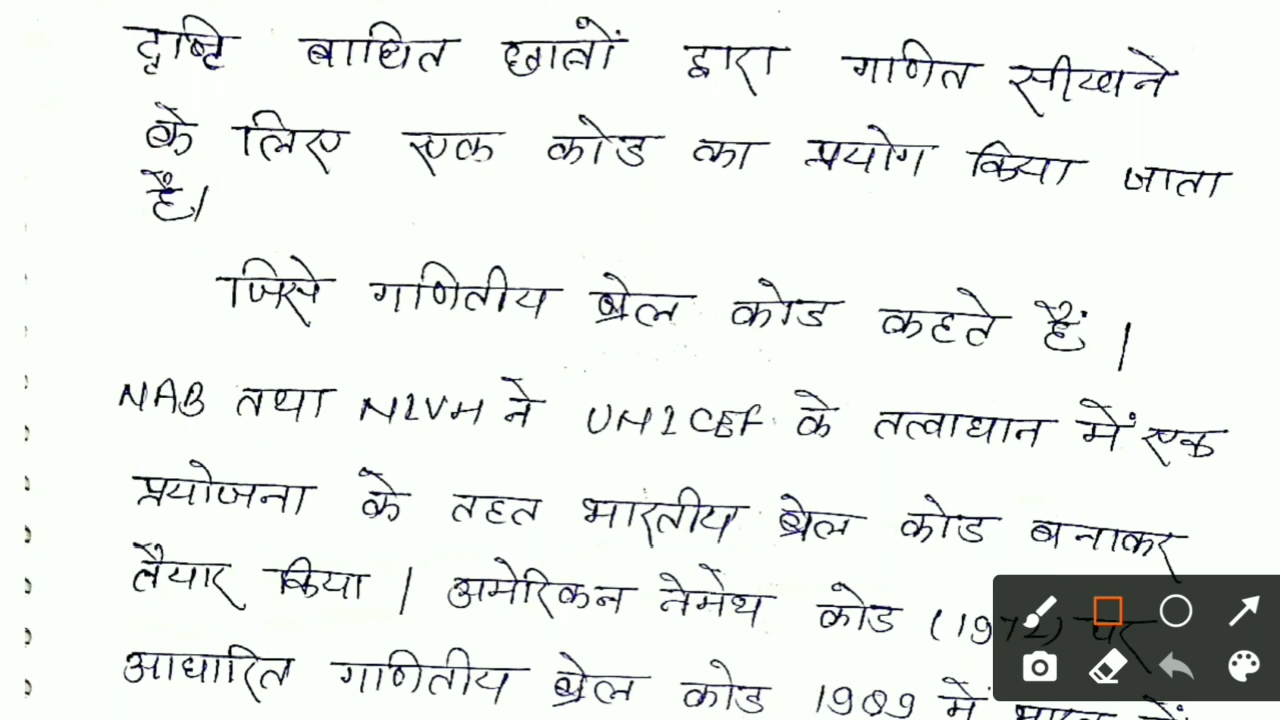 दृष्टि बाधित छात्रों द्वारा गणित सीखने
के लिए एक कोड का प्रयोग किया जाता
है।
जिसे गणितीय ब्रेल कोड कहते हैं।
NAB तथा NIVH ने UNICEF के तत्वाधान में एक
प्रयोजना के तहत भारतीय ब्रेल कोड बनाकर
तैयार किया। अमेरिकन नेमेथ कोड (1972) पर
आधारित गणितीय ब्रेल कोड 1989 में भारत में